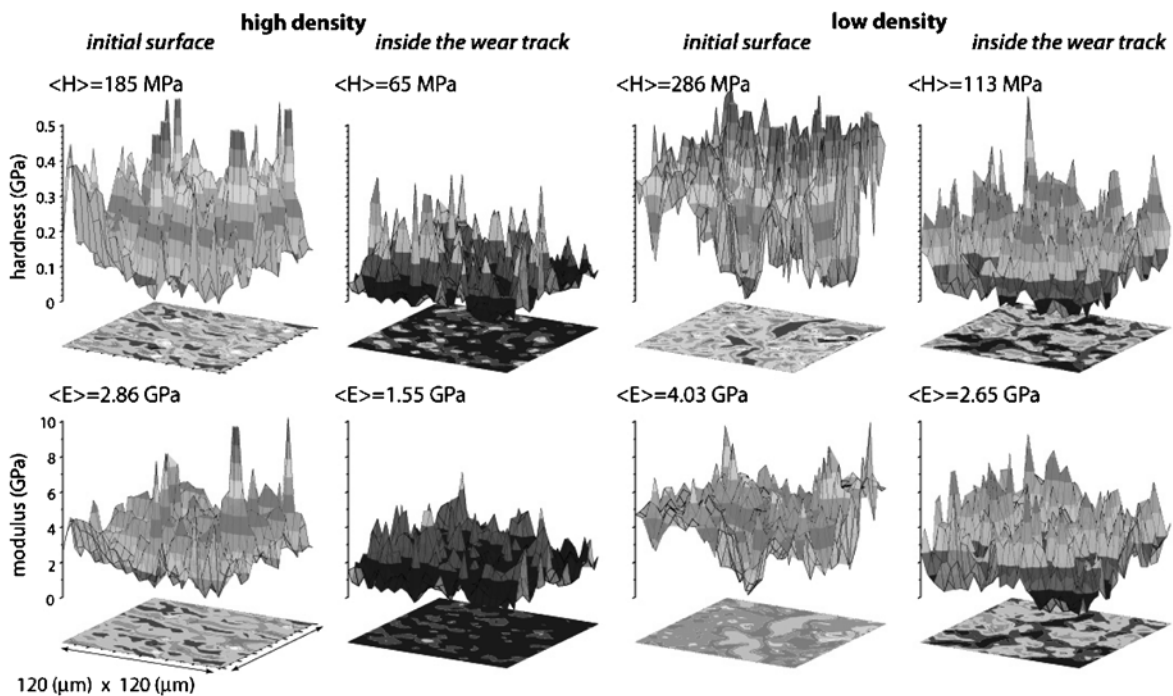 high density
low density
initial surface
inside the wear track
initial surface
inside the wear track
<H>=185 MPa
<H>=65 MPa
<H>=286 MPa
<H>=113 MPa
hardness (GPa)
0.5
0.4
0.3
0.2
0.1
0
<E>=2.86 GPa
<E>=1.55 GPa
<E>=4.03 GPa
<E>=2.65 GPa
modulus (GPa)
10
8
6
4
2
0
120 (μm) x 120 (μm)